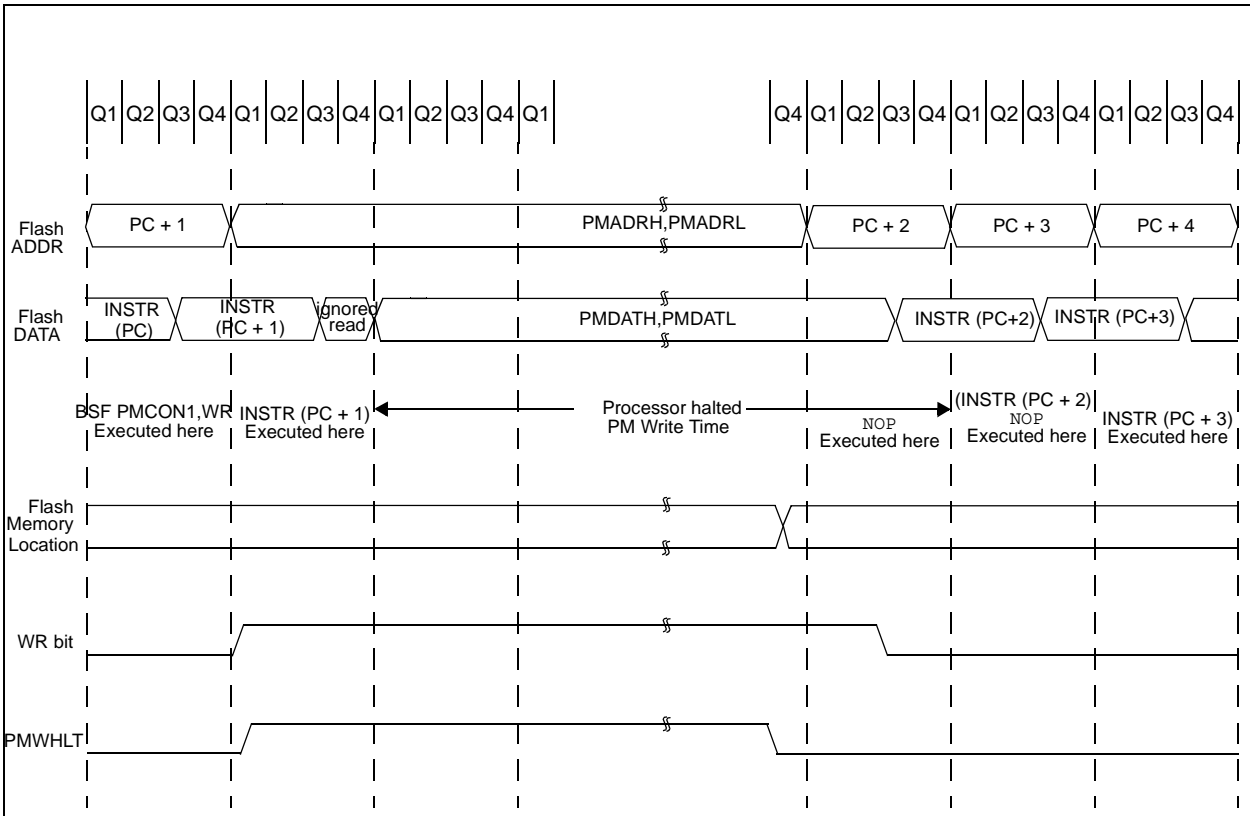 Q1 Q2 Q3 Q4 Q1 Q2 Q3 Q4 Q1 Q2 Q3 Q4 Q1 Q4 Q1 Q2 Q3 Q4 Q1 Q2 Q3 Q4 Q1 Q2 Q3 Q4
Flash
ADDR
PC + 1
PMADRH,PMADRL
PC + 2
PC + 3
PC + 4
Flash
DATA
INSTR
(PC)
INSTR
(PC + 1)
ignored
read
PMDATH,PMDATL
INSTR (PC+2)
INSTR (PC+3)
BSF PMCON1,WR
Executed here
INSTR (PC + 1)
Executed here
Processor halted
PM Write Time
NOP
Executed here
(INSTR (PC + 2)
NOP
Executed here
INSTR (PC + 3)
Executed here
Flash
Memory
Location
WR bit
PMWHLT